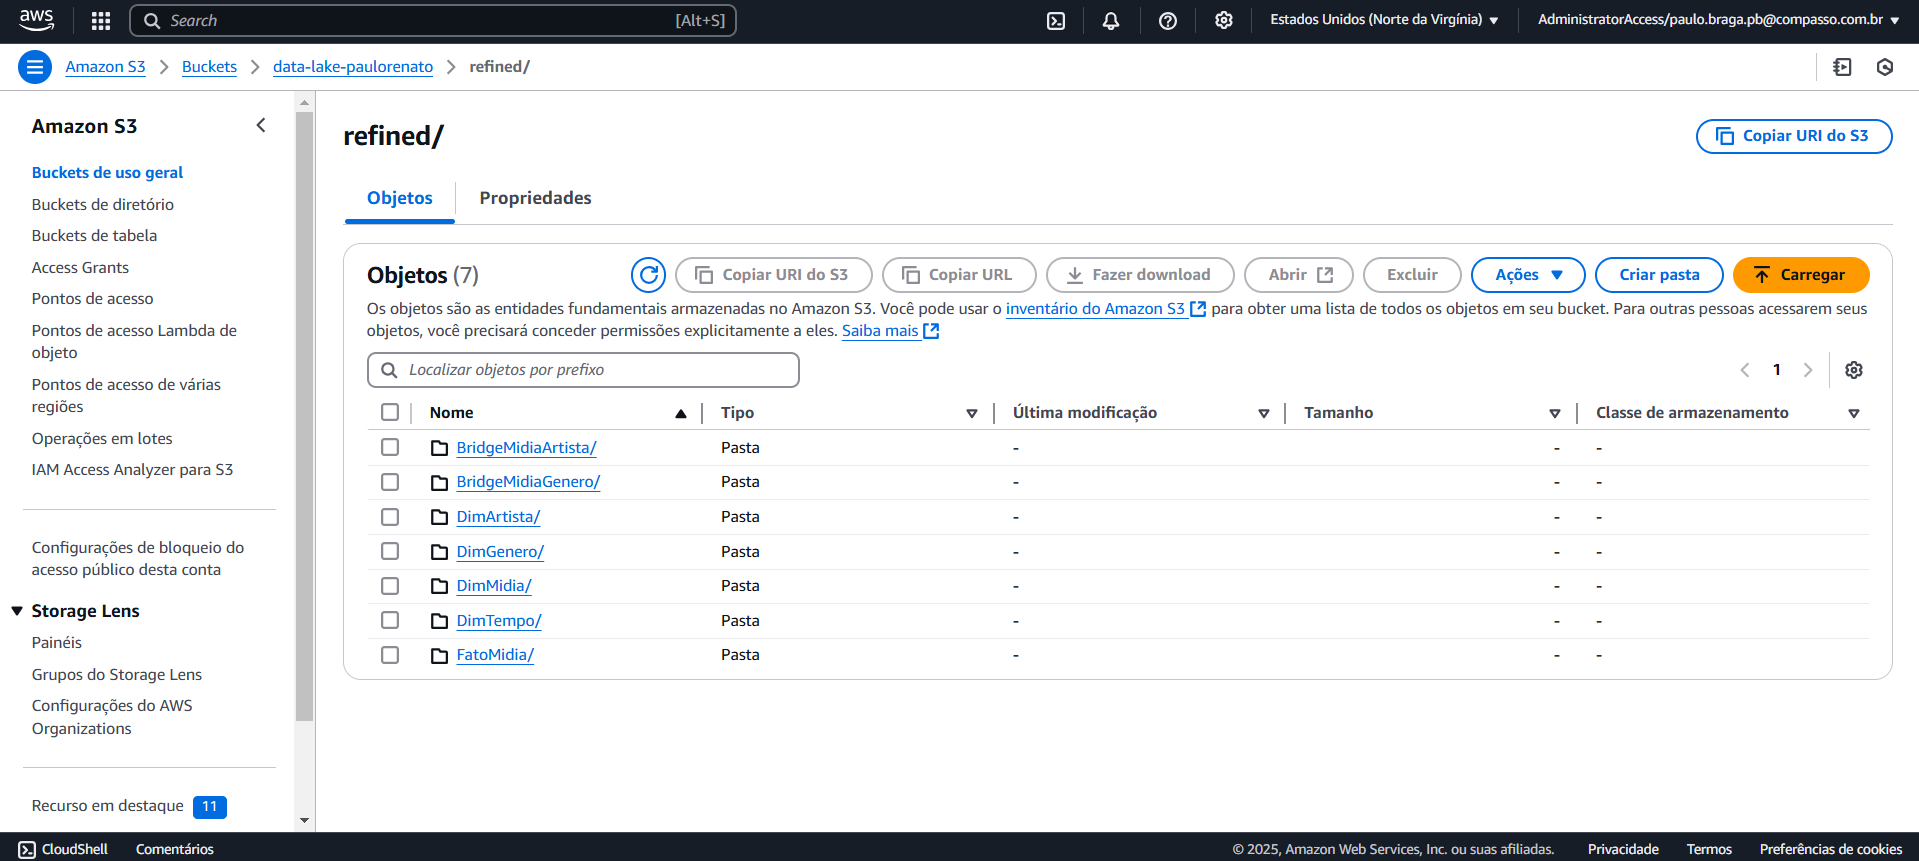 aws
Search [Alt+S]
Estados Unidos (Norte da Virgínia)
AdministratorAccess/paulo.braga.pb@compasso.com.br
Amazon S3 > Buckets > data-lake-paulorenato > refined/
Amazon S3
Buckets de uso geral
Buckets de diretório
Buckets de tabela
Access Grants
Pontos de acesso
Pontos de acesso Lambda de
objeto
Pontos de acesso de várias
regiões
Operações em lotes
IAM Access Analyzer para S3
Configurações de bloqueio do
acesso público desta conta
Storage Lens
Painéis
Grupos do Storage Lens
Configurações do AWS
Organizations
Recurso em destaque 11
refined/
Copiar URI do S3
Objetos Propriedades
Objetos (7)
Copiar URI do S3 Copiar URL Fazer download Abrir Excluir Ações Criar pasta Carregar
Os objetos são as entidades fundamentais armazenadas no Amazon S3. Você pode usar o inventário do Amazon S3 para obter uma lista de todos os objetos em seu bucket. Para outras pessoas acessarem seus
objetos, você precisará conceder permissões explicitamente a eles. Saiba mais
Localizar objetos por prefixo
1
Nome Tipo Última modificação Tamanho Classe de armazenamento
BridgeMidiaArtista/ Pasta - - -
BridgeMidiaGenero/ Pasta - - -
DimArtista/ Pasta - - -
DimGenero/ Pasta - - -
DimMidia/ Pasta - - -
DimTempo/ Pasta - - -
FatoMidia/ Pasta - - -
CloudShell Comentários
© 2025, Amazon Web Services, Inc. ou suas afiliadas. Privacidade Termos Preferências de cookies